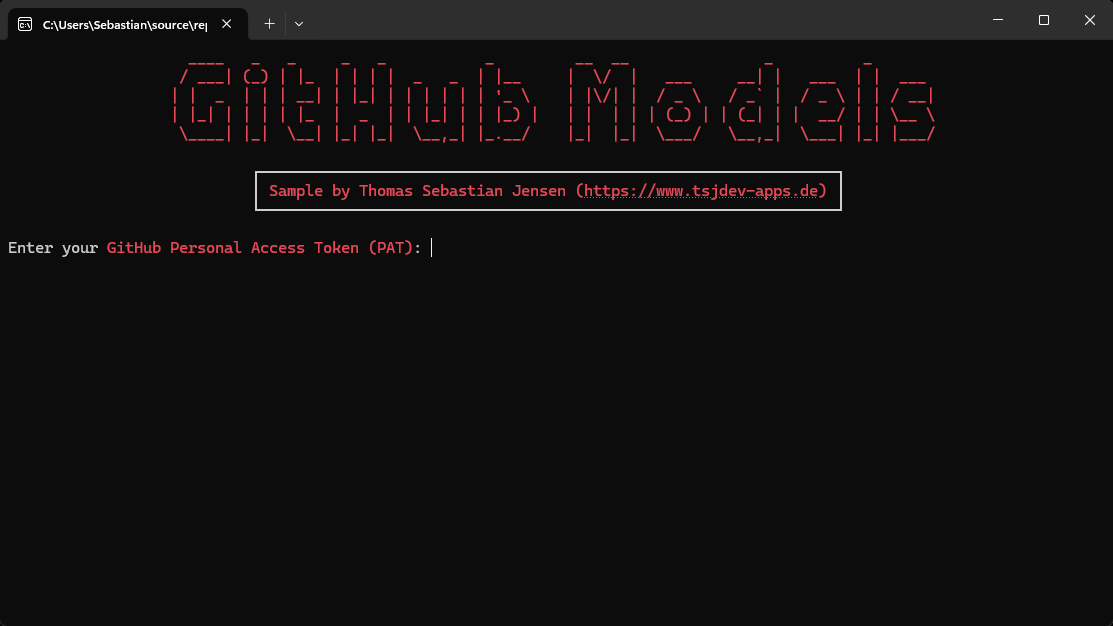 C:\Users\Sebastian\source\rep
GitHub Models
Sample by Thomas Sebastian Jensen (https://www.tsjdev-apps.de)
Enter your GitHub Personal Access Token (PAT):